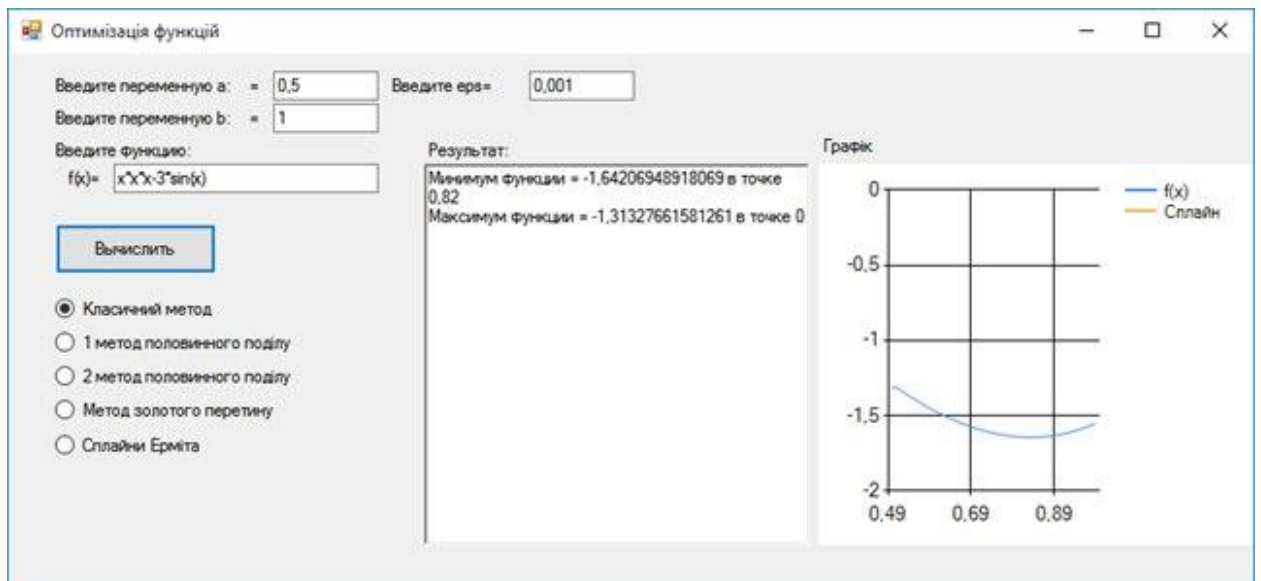 Оптимізація функцій
Введите переменную a: = 0,5
Введите eps= 0,001
Введите переменную b: = 1
Введите функцию:
f(x)= x*x*x-3*sin(x)
Вычислить
Класичний метод
1 метод половинного поділу
2 метод половинного поділу
Метод золотого перетину
Сплайни Ерміта
Результат:
Минимум функции = -1,64206948918069 в точке
0,82
Максимум функции = -1,31327661581261 в точке 0
Графік
f(x)
Сплайн
0
-0,5
-1
-1,5
-2
0,49 0,69 0,89